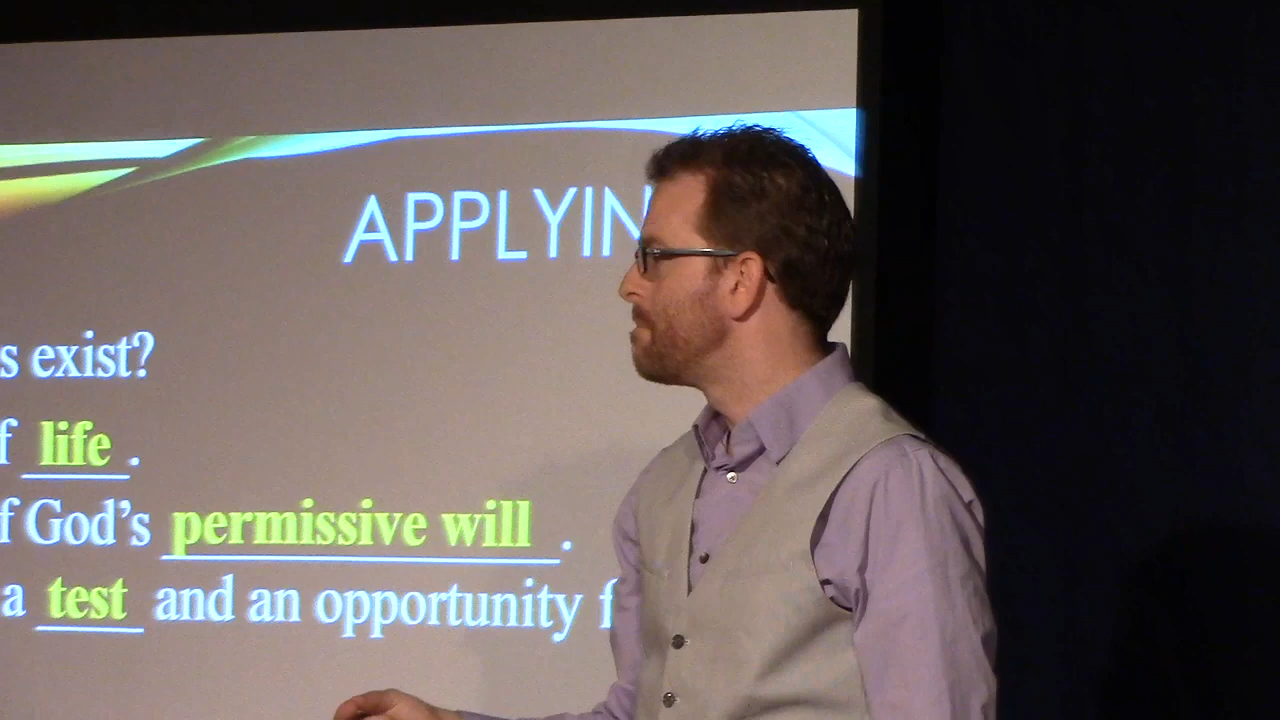 APPLYIN
s exist?
f life .
f God's permissive will .
a test and an opportunity f